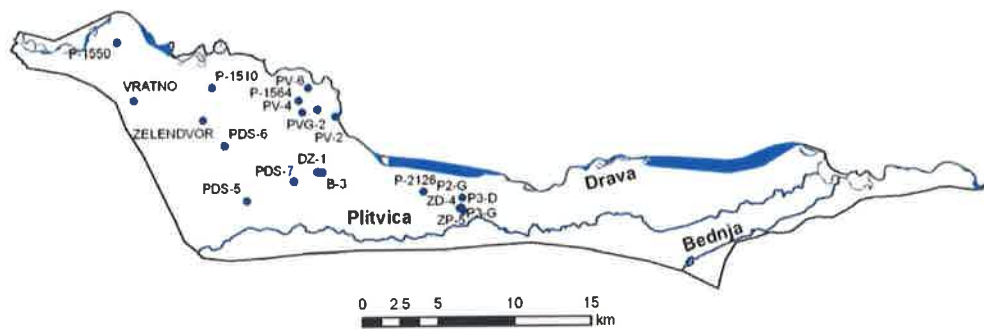 P-1550
P-1510
PV-6
VRATNO
P-1564
PV-4
PVG-2
PV-2
ZELENDVOR
PDS-6
DZ-1
PDS-7
B-3
PDS-5
P-2126
P2-G
Drava
ZD-4
P3-D
P3-G
ZP-5
Plitvica
Bednja
0 2 5 5 10 15
km